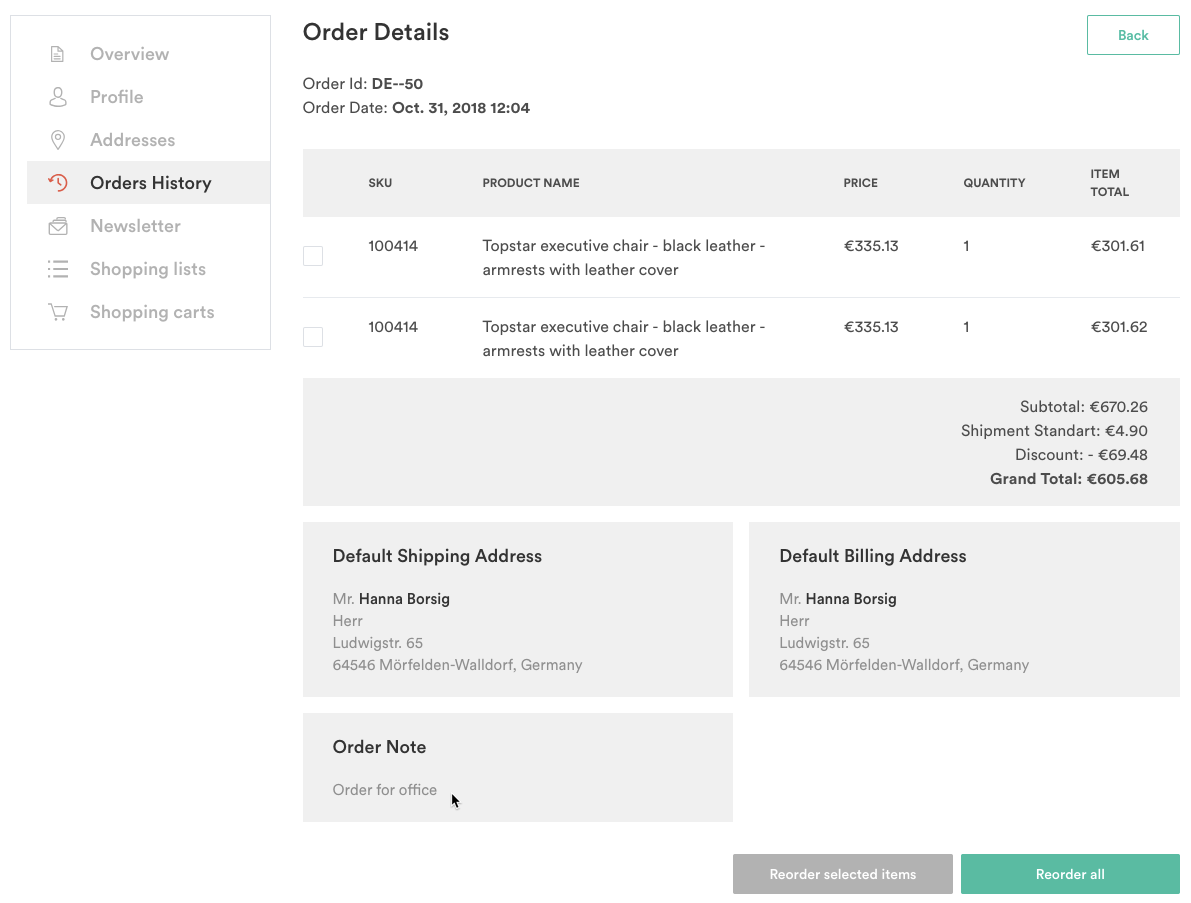 Overview
Profile
Addresses
Orders History
Newsletter
Shopping lists
Shopping carts
Order Details
Back
Order Id: DE--50
Order Date: Oct. 31, 2018 12:04
SKU PRODUCT NAME PRICE QUANTITY ITEM
TOTAL
100414 Topstar executive chair - black leather - €335.13 1 €301.61
armrests with leather cover
100414 Topstar executive chair - black leather - €335.13 1 €301.62
armrests with leather cover
Subtotal: €670.26
Shipment Standart: €4.90
Discount: - €69.48
Grand Total: €605.68
Default Shipping Address
Mr. Hanna Borsig
Herr
Ludwigstr. 65
64546 Mörfelden-Walldorf, Germany
Default Billing Address
Mr. Hanna Borsig
Herr
Ludwigstr. 65
64546 Mörfelden-Walldorf, Germany
Order Note
Order for office
Reorder selected items
Reorder all